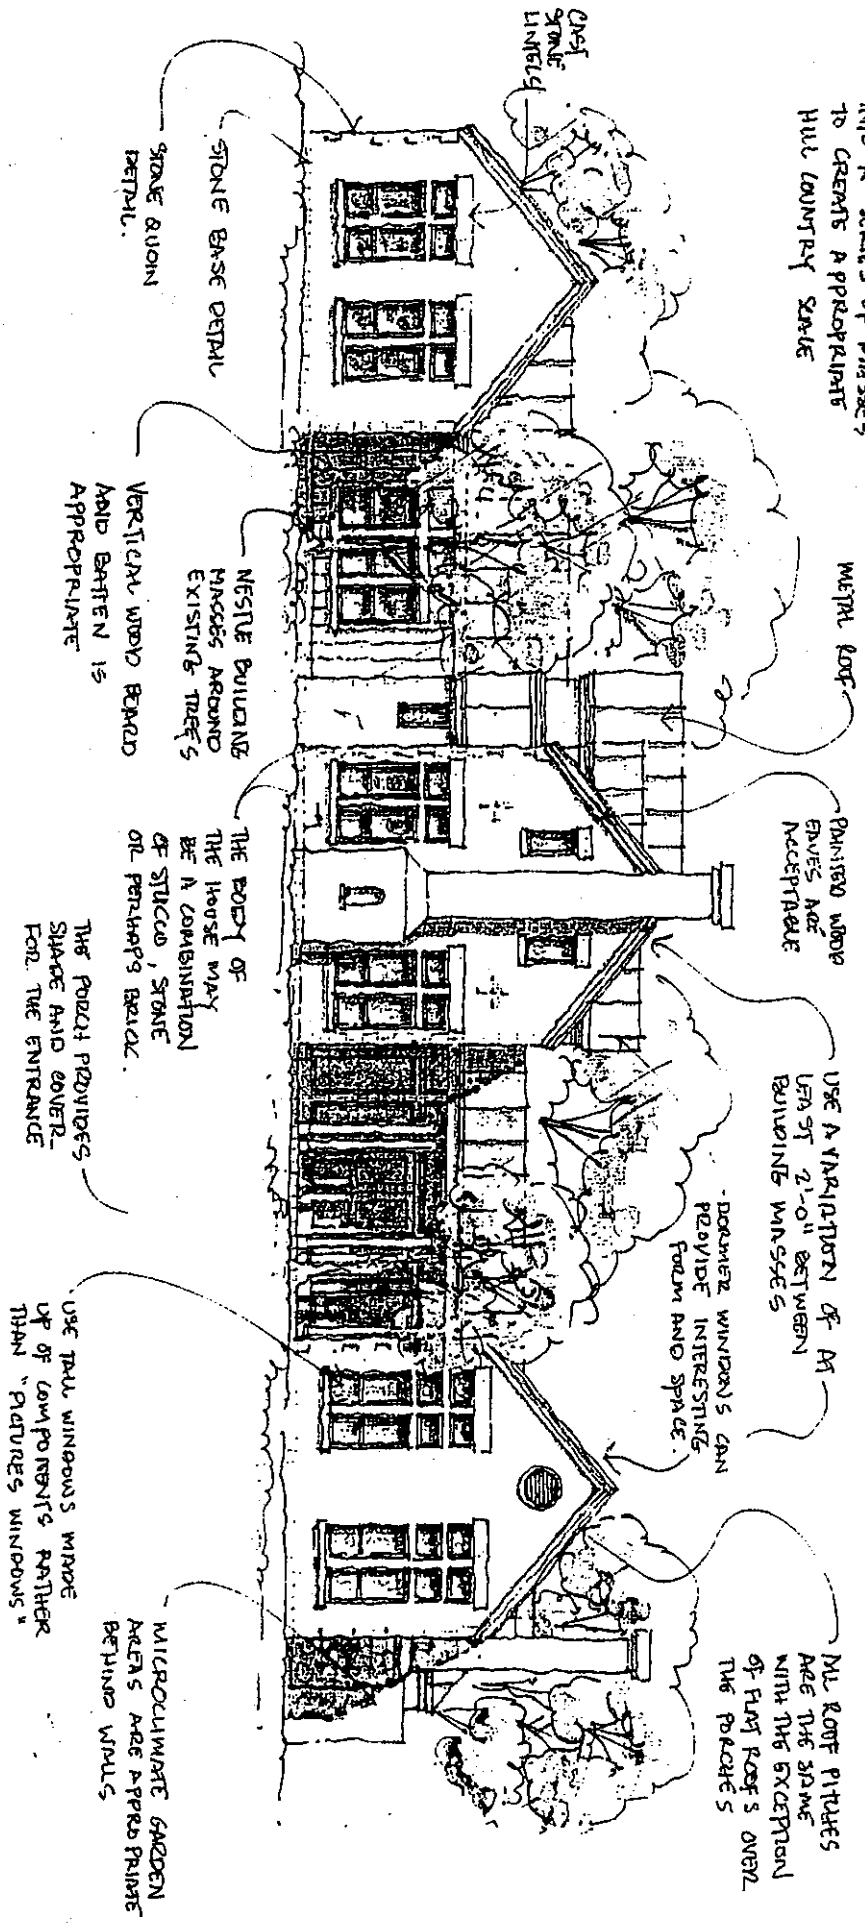 TO CREATE APPROPRIATE
HILL COUNTRY SCALE
METAL ROOF
PAINTED WOOD
EAVES ARE
ACCEPTABLE
USE A VARIATION OF AT
LEAST 2'-0" BETWEEN
BUILDING MASSES
- DORMER WINDOWS CAN
PROVIDE INTERESTING
FORM AND SPACE.
ALL ROOF PITCHES
ARE THE SAME
WITH THE EXCEPTION
OF FLAT ROOFS OVER
THE PORCHES
CAST
STONE
LINTELS
STONE QUOIN
DETAIL.
STONE BASE DETAIL
VERTICAL WOOD BOARD
AND BATTEN IS
APPROPRIATE
NESTLE BUILDING
MASSES AROUND
EXISTING TREES
THE BODY OF
THE HOUSE MAY
BE A COMBINATION
OF STUCCO, STONE
OR PERHAPS BRICK.
THE PORCH PROVIDES
SHADE AND COVER
FOR THE ENTRANCE
USE TALL WINDOWS MADE
UP OF COMPONENTS RATHER
THAN "PICTURES WINDOWS"
MICROCLIMATE GARDEN
AREAS ARE APPROPRIATE
BEHIND WALLS